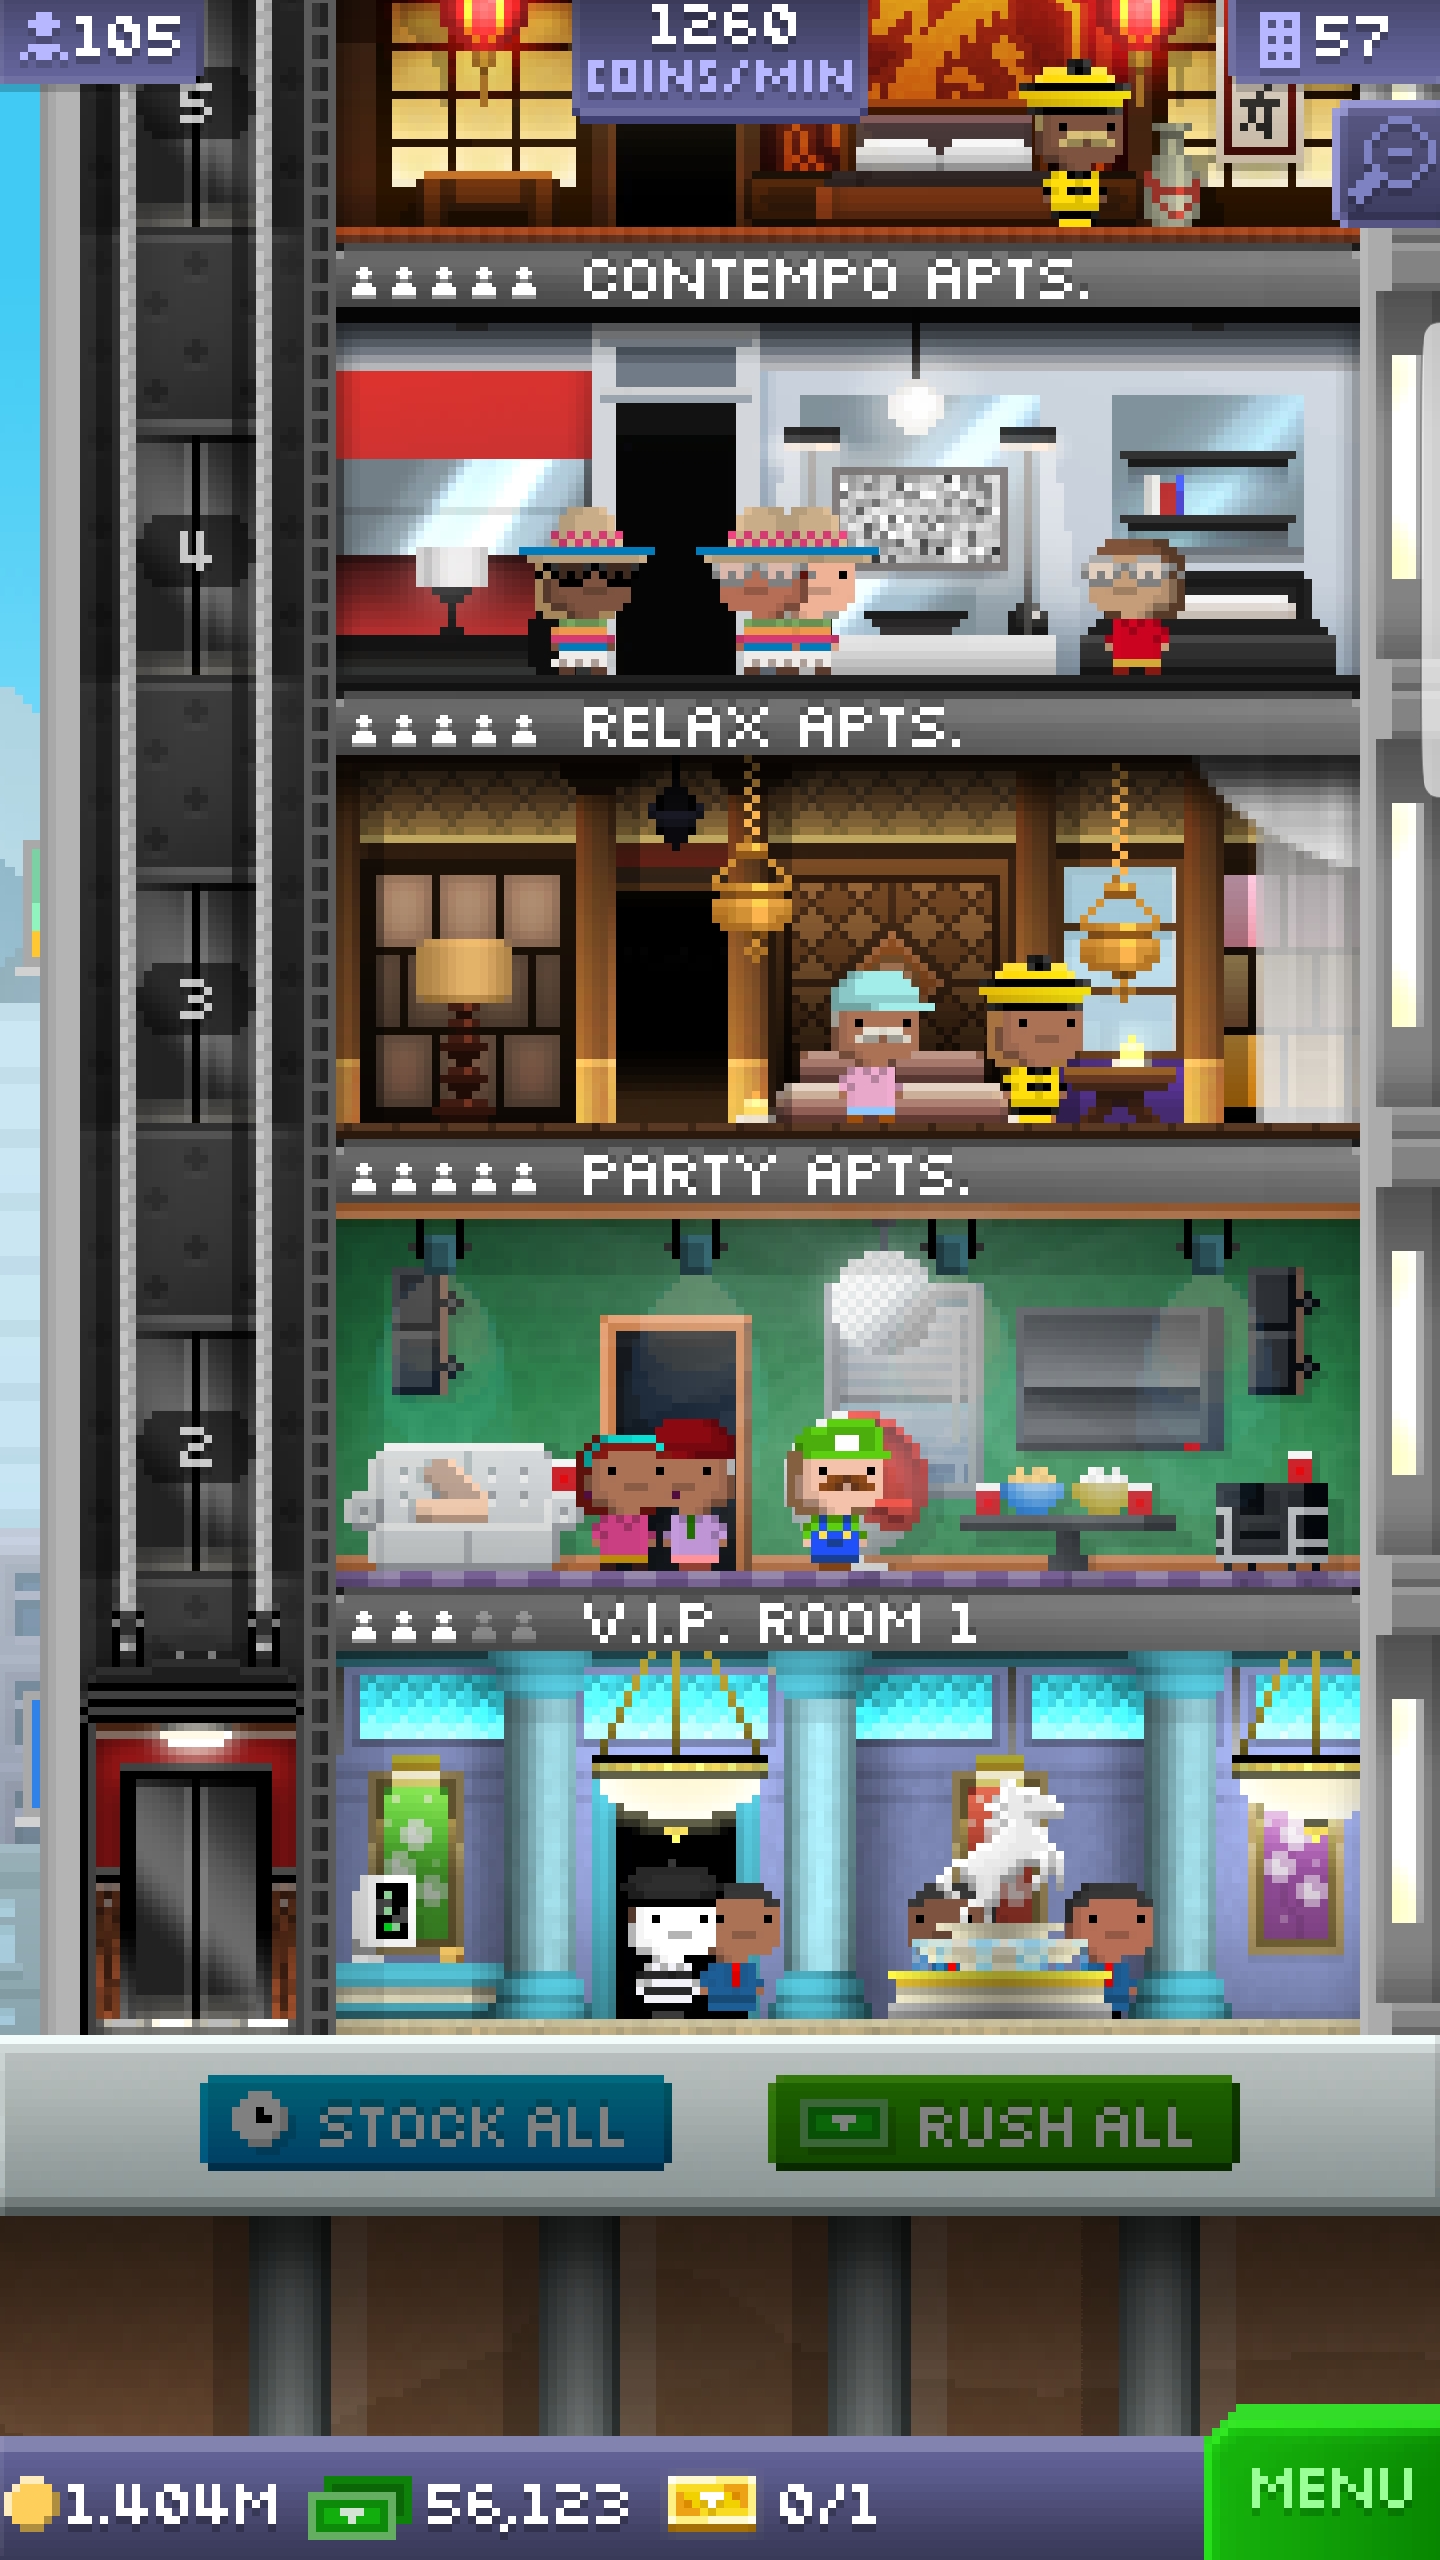 105
1260
COINS/MIN
57
5
CONTEMPO APTS.
4
RELAX APTS.
3
PARTY APTS.
2
V.I.P. ROOM 1
STOCK ALL
RUSH ALL
1.404M
56,123
0/1
MENU